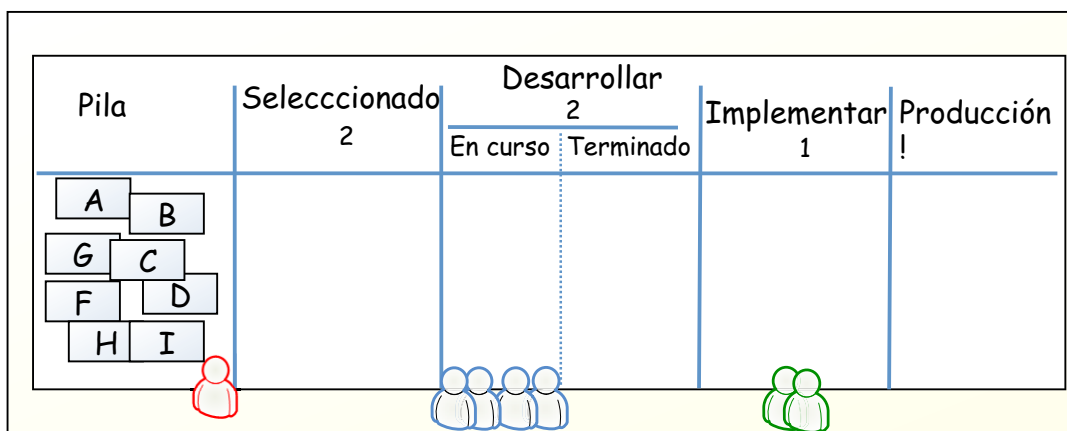 Pila
Selecccionado
2
Desarrollar
2
En curso
Terminado
Implementar
1
Producción
!
A
B
G
C
D
F
H
I